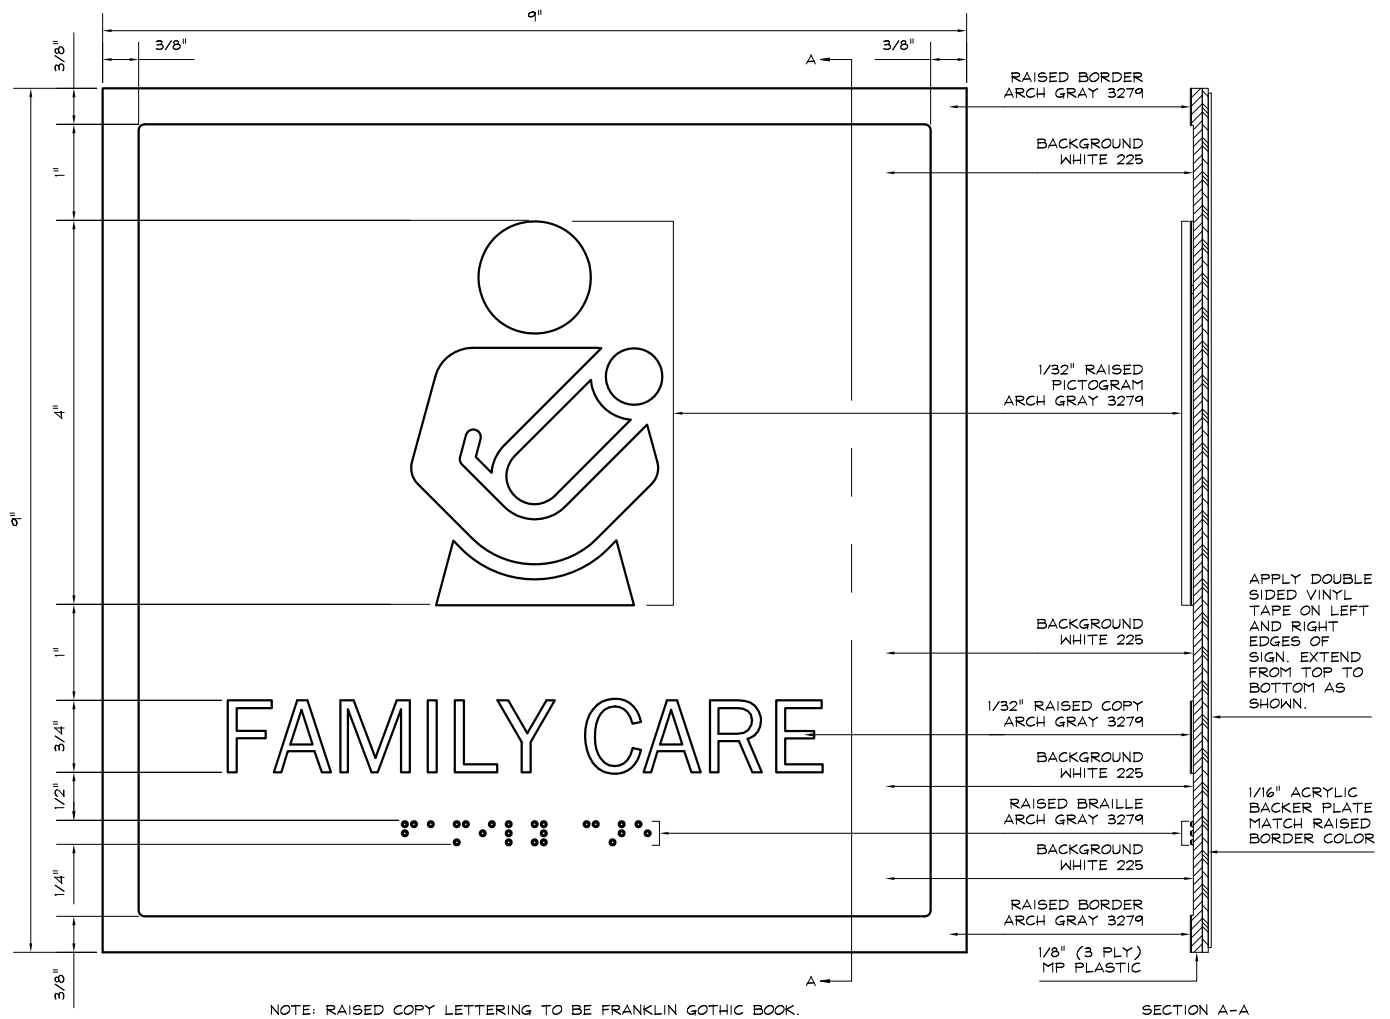 9"
3/8"
3/8"
3/8"
A
RAISED BORDER
ARCH GRAY 3279
BACKGROUND
WHITE 225
1"
1/32" RAISED
PICTOGRAM
ARCH GRAY 3279
4"
9"
APPLY DOUBLE
SIDED VINYL
TAPE ON LEFT
AND RIGHT
EDGES OF
SIGN. EXTEND
FROM TOP TO
BOTTOM AS
SHOWN.
BACKGROUND
WHITE 225
1"
FAMILY CARE
3/4"
1/32" RAISED COPY
ARCH GRAY 3279
BACKGROUND
WHITE 225
1/2"
RAISED BRAILLE
ARCH GRAY 3279
1/16" ACRYLIC
BACKER PLATE
MATCH RAISED
BORDER COLOR
BACKGROUND
WHITE 225
1/4"
RAISED BORDER
ARCH GRAY 3279
1/8" (3 PLY)
MP PLASTIC
3/8"
A
NOTE: RAISED COPY LETTERING TO BE FRANKLIN GOTHIC BOOK.
SECTION A-A